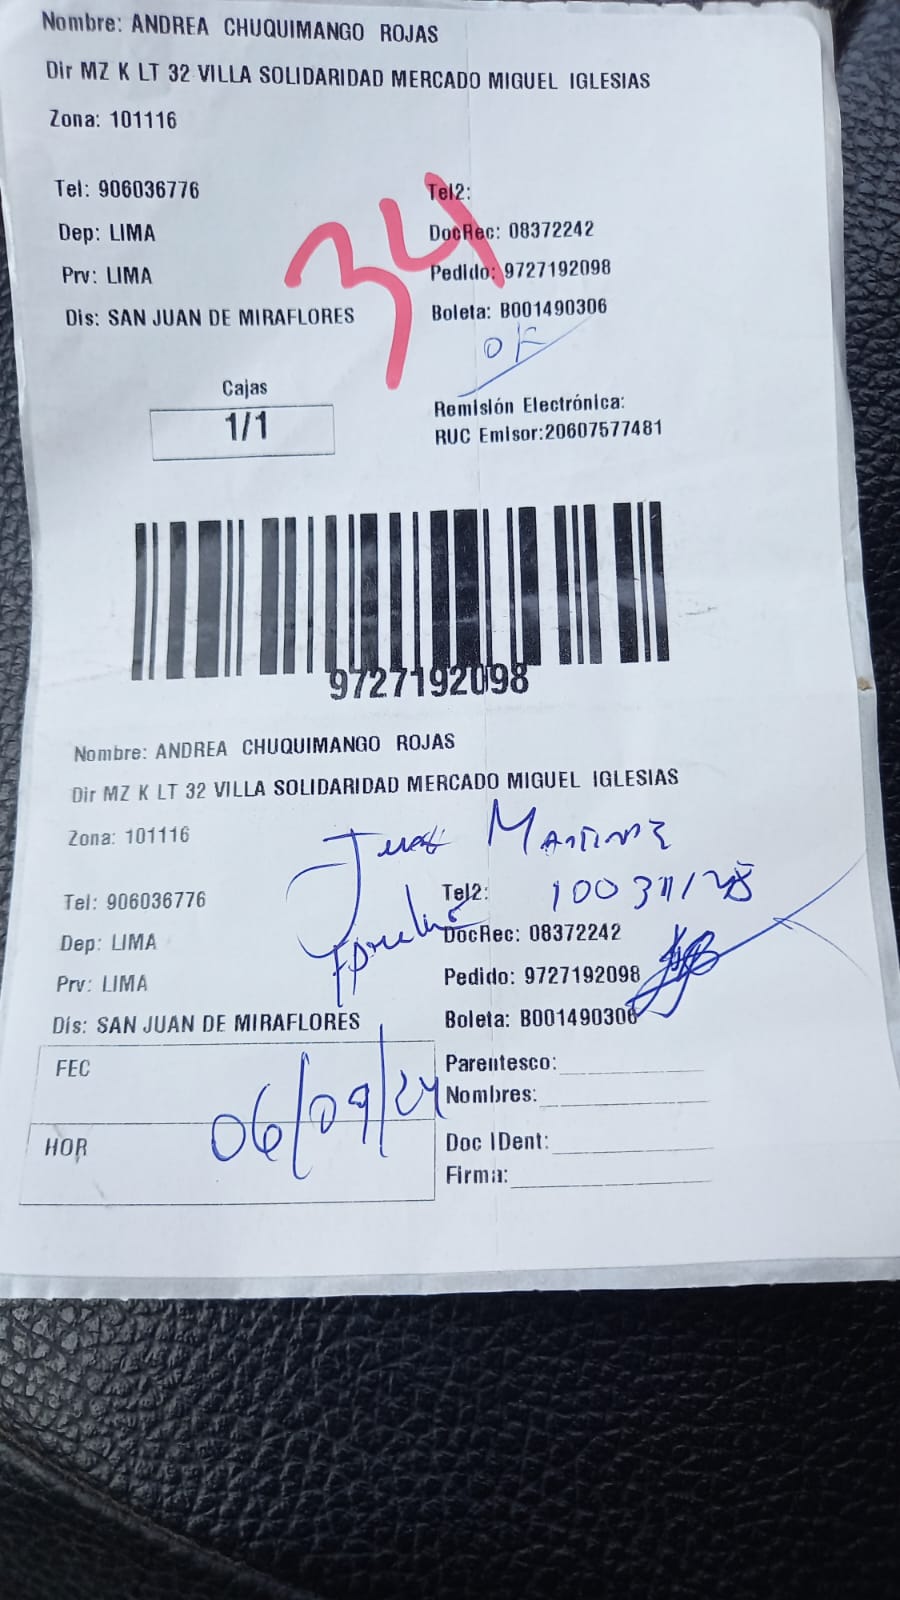 Nombre: ANDREA CHUQUIMANGO ROJAS
Dir MZ K LT 32 VILLA SOLIDARIDAD MERCADO MIGUEL IGLESIAS
Zona: 101116
Tel: 906036776 Tel2:
Dep: LIMA DocRec: 08372242
Prv: LIMA Pedido: 9727192098
Dis: SAN JUAN DE MIRAFLORES Boleta: B001490306
34
OK
Cajas
1/1
Remisión Electrónica:
RUC Emisor:20607577481
9727192098
Nombre: ANDREA CHUQUIMANGO ROJAS
Dir MZ K LT 32 VILLA SOLIDARIDAD MERCADO MIGUEL IGLESIAS
Zona: 101116
Tel: 906036776 Tel2:
Dep: LIMA DocRec: 08372242
Prv: LIMA Pedido: 9727192098
Dis: SAN JUAN DE MIRAFLORES Boleta: B001490306
FEC
HOR
06/09/24
Parentesco:
Nombres:
Doc IDent:
Firma: